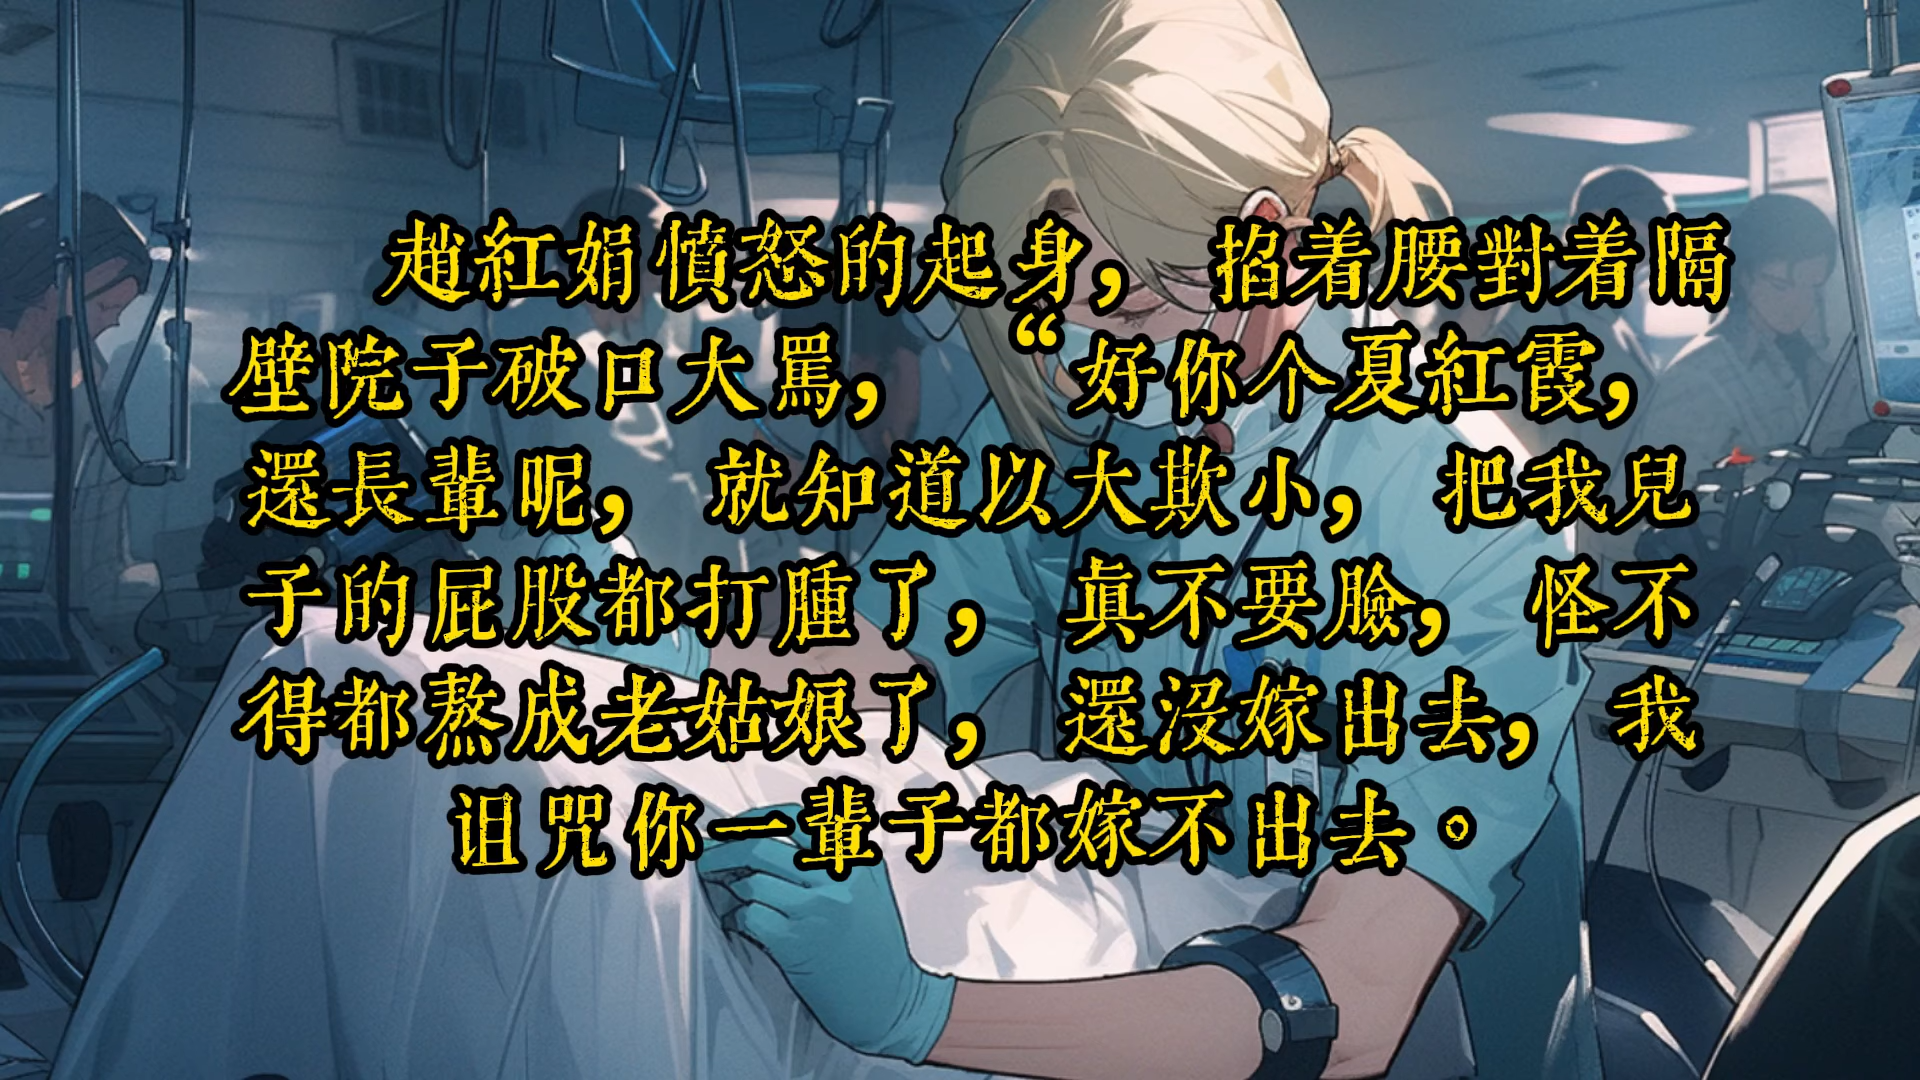 趙紅娟憤怒的起身，掐着腰對着隔
壁院子破口大罵，“好你个夏紅霞，
還長輩呢，就知道以大欺小，把我兒
子的屁股都打腫了，真不要臉，怪不
得都熬成老姑娘了，還没嫁出去，我
诅咒你一輩子都嫁不出去。